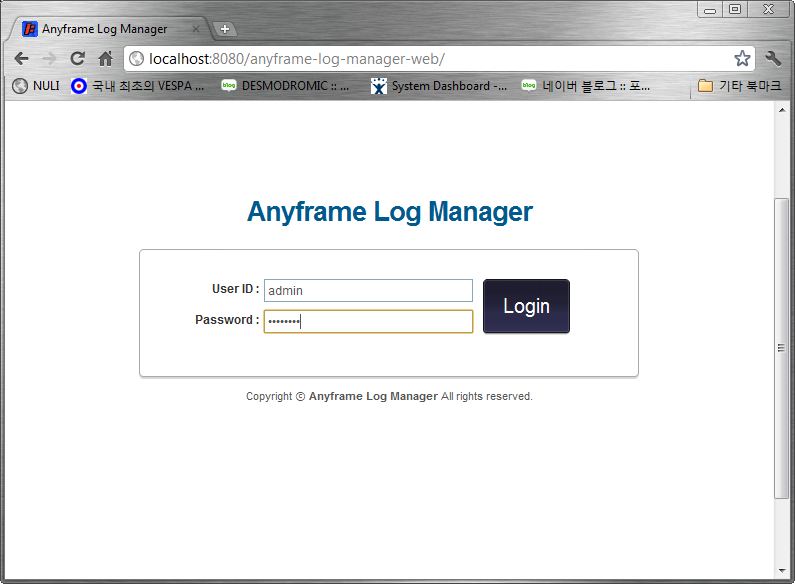 Anyframe Log Manager
localhost:8080/anyframe-log-manager-web/
NULI 국내 최초의 VESPA ... blog DESMODROMIC :: ... System Dashboard -... blog 네이버 블로그 :: 포... 기타 북마크
Anyframe Log Manager
User ID : admin
Login
Password : ••••••••
Copyright © Anyframe Log Manager All rights reserved.